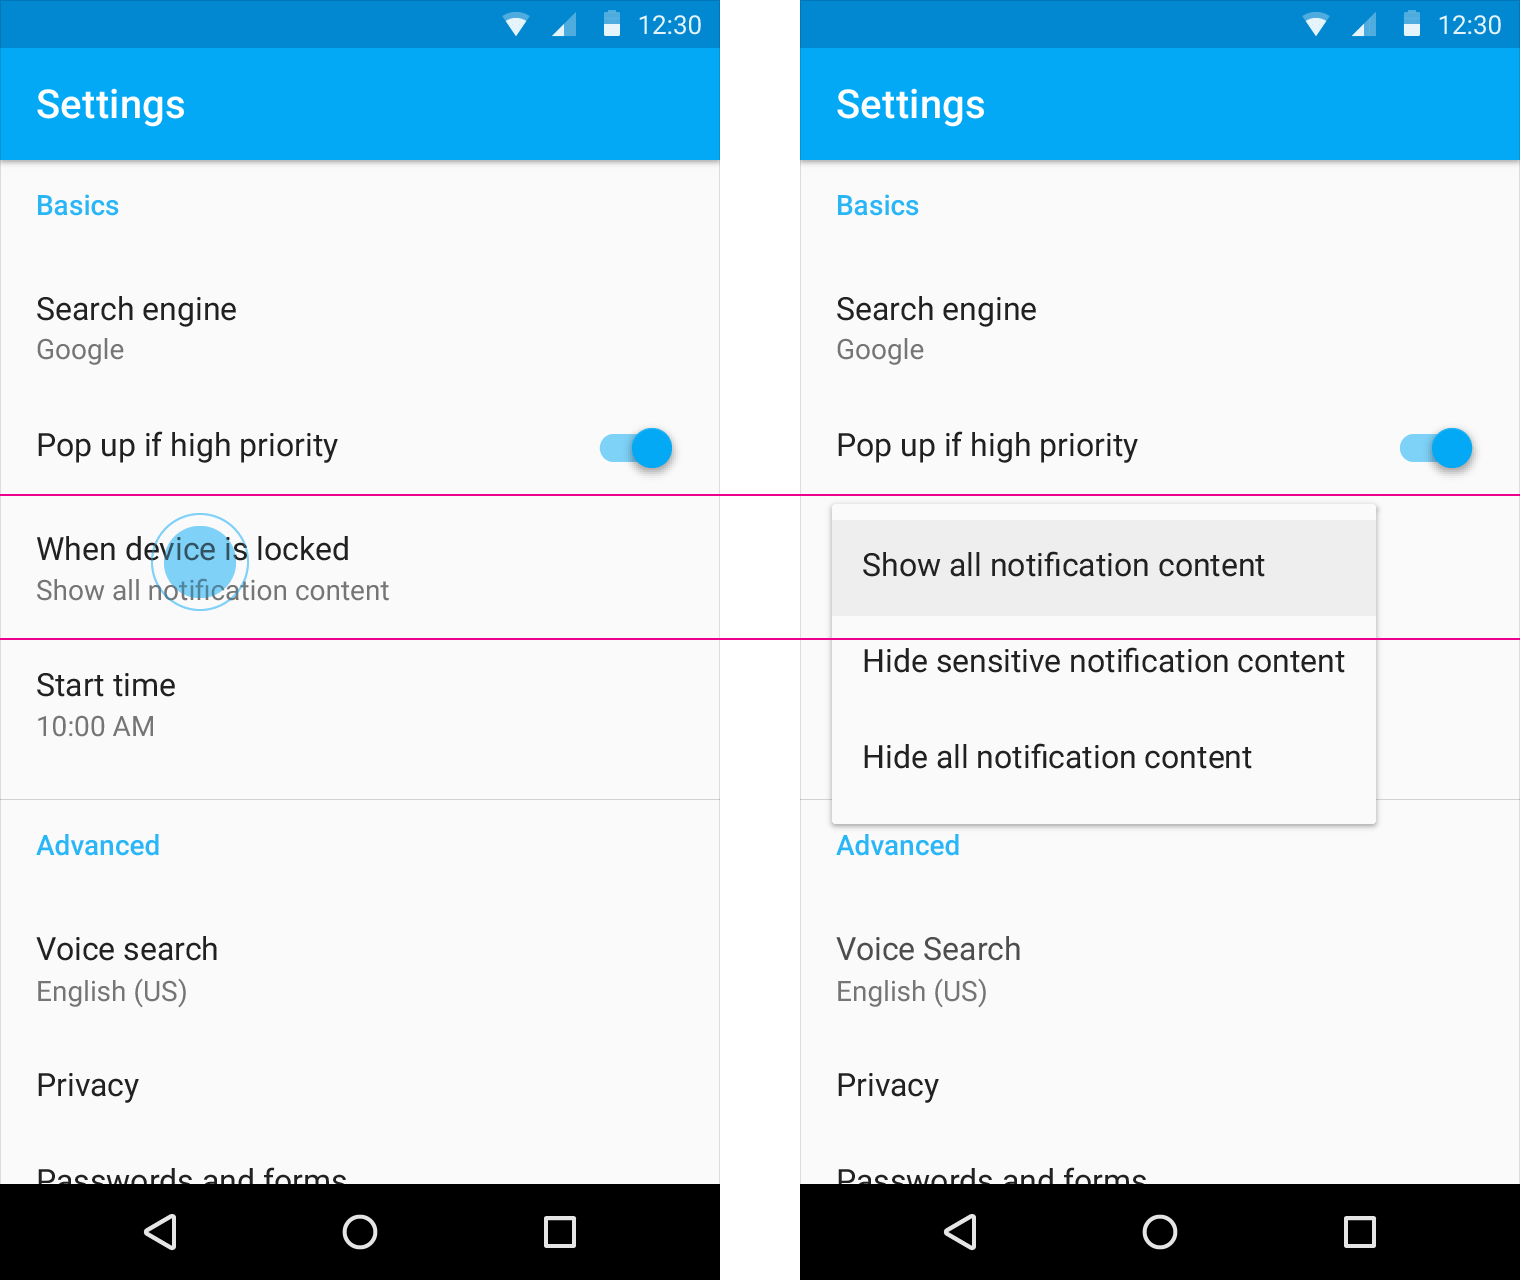 12:30
Settings
Basics
Search engine
Google
Pop up if high priority
When device is locked
Show all notification content
Start time
10:00 AM
Advanced
Voice search
English (US)
Privacy
Passwords and forms
12:30
Settings
Basics
Search engine
Google
Pop up if high priority
Show all notification content
Hide sensitive notification content
Hide all notification content
Advanced
Voice Search
English (US)
Privacy
Passwords and forms